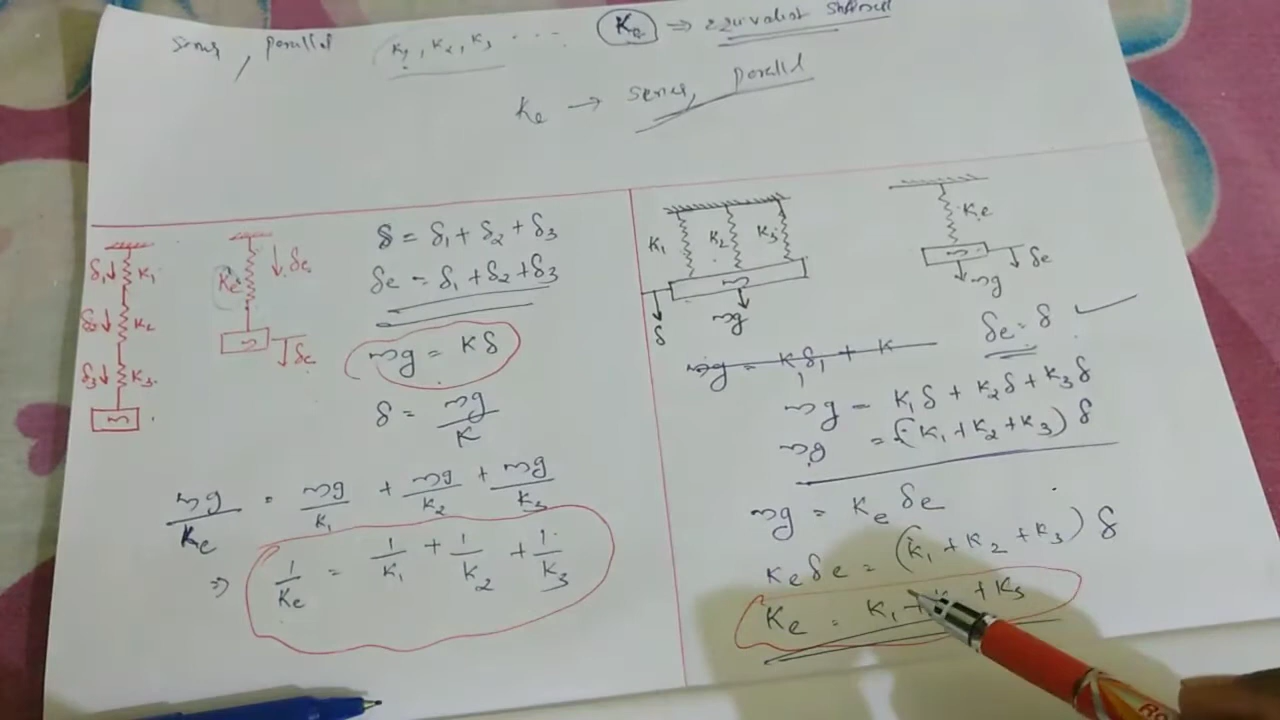 series, parallel K₁, K₂, K₃ ... Ke ⇒ equivalent stiffness
Ke → series, parallel
δ₁↓ K₁
δ₂↓ K₂
δ₃↓ K₃
m
Ke ↓ δe
m ↓ δe
δ = δ₁ + δ₂ + δ₃
δe = δ₁ + δ₂ + δ₃
mg = Kδ
δ = mg/K
mg/Ke = mg/K₁ + mg/K₂ + mg/K₃
⇒ 1/Ke = 1/K₁ + 1/K₂ + 1/K₃
K₁ K₂ K₃
m
δ mg
Ke
m δe
mg
δe = δ
mg = K₁δ₁ + K
mg = K₁δ + K₂δ + K₃δ
mg = (K₁ + K₂ + K₃) δ
mg = Ke δe
Ke δe = (K₁ + K₂ + K₃) δ
Ke = K₁ + K + K₃